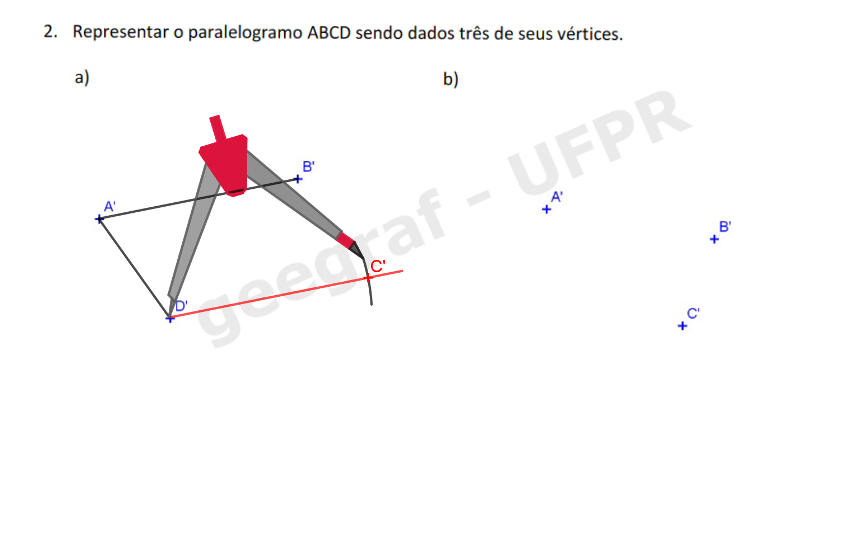 2. Representar o paralelogramo ABCD sendo dados três de seus vértices.
a)
b)
geegraf - UFPR
B'
A'
A'
B'
C'
D'
C'